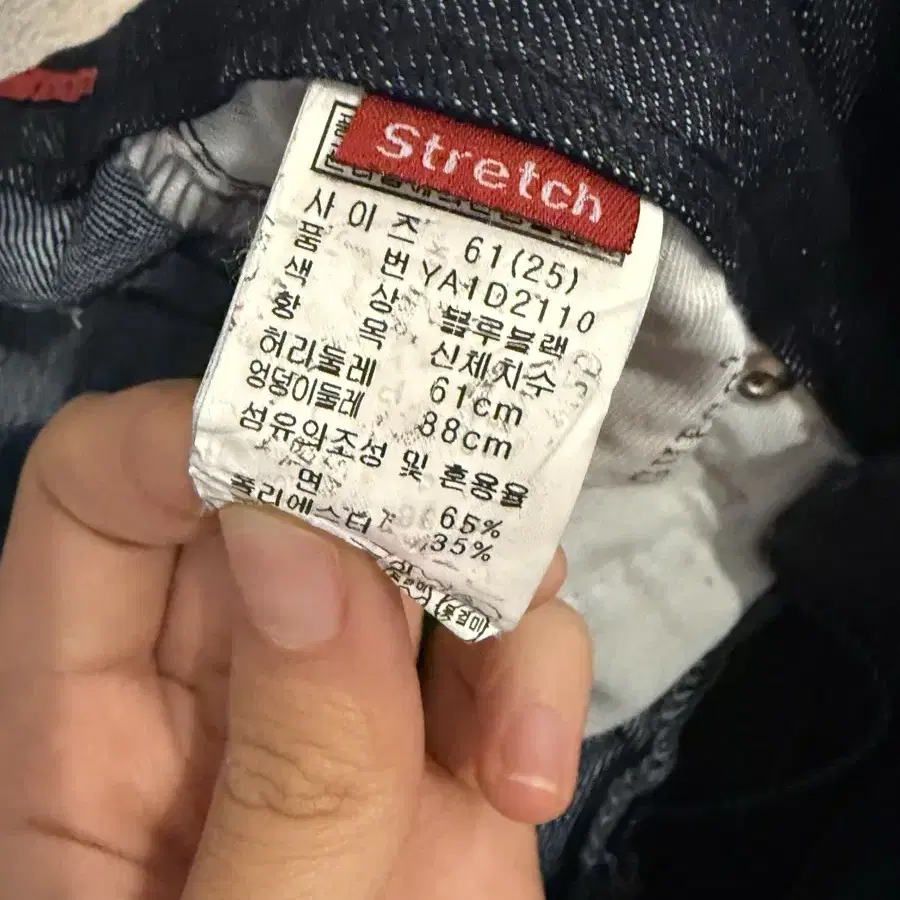 Stretch
사이즈 61(25)
품번 YA1D2110
색상 블루블랙
항목 신체치수
허리둘레 61cm
엉덩이둘레 88cm
섬유의조성 및 혼용율
면 65%
폴리에스터 35%